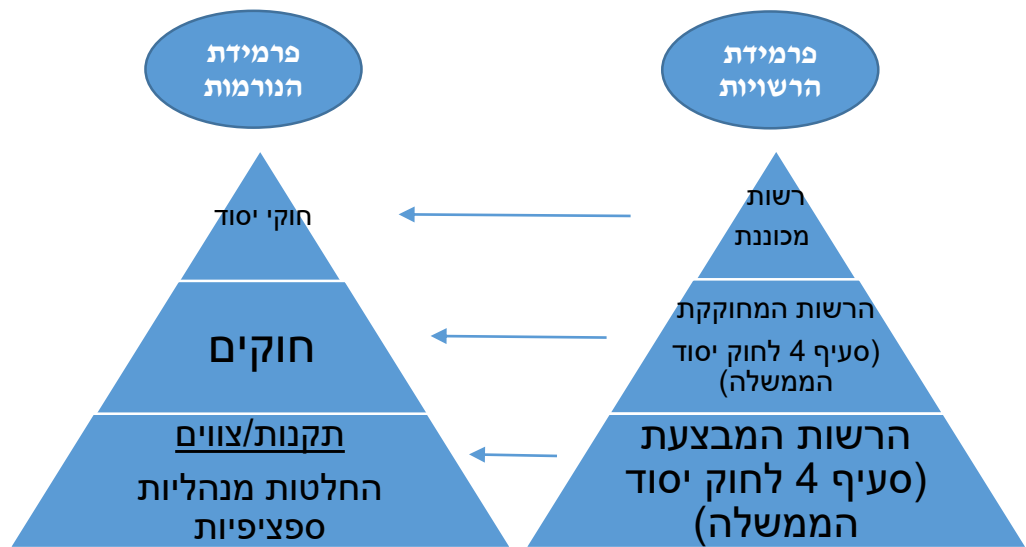 פרמידת
הרשויות
רשות
מכוננת
הרשות המחוקקת
(סעיף 4 לחוק יסוד
הממשלה)
הרשות המבצעת
(סעיף 4 לחוק יסוד
הממשלה)
פרמידת
הנורמות
חוקי יסוד
חוקים
תקנות/צווים
החלטות מנהליות
ספציפיות